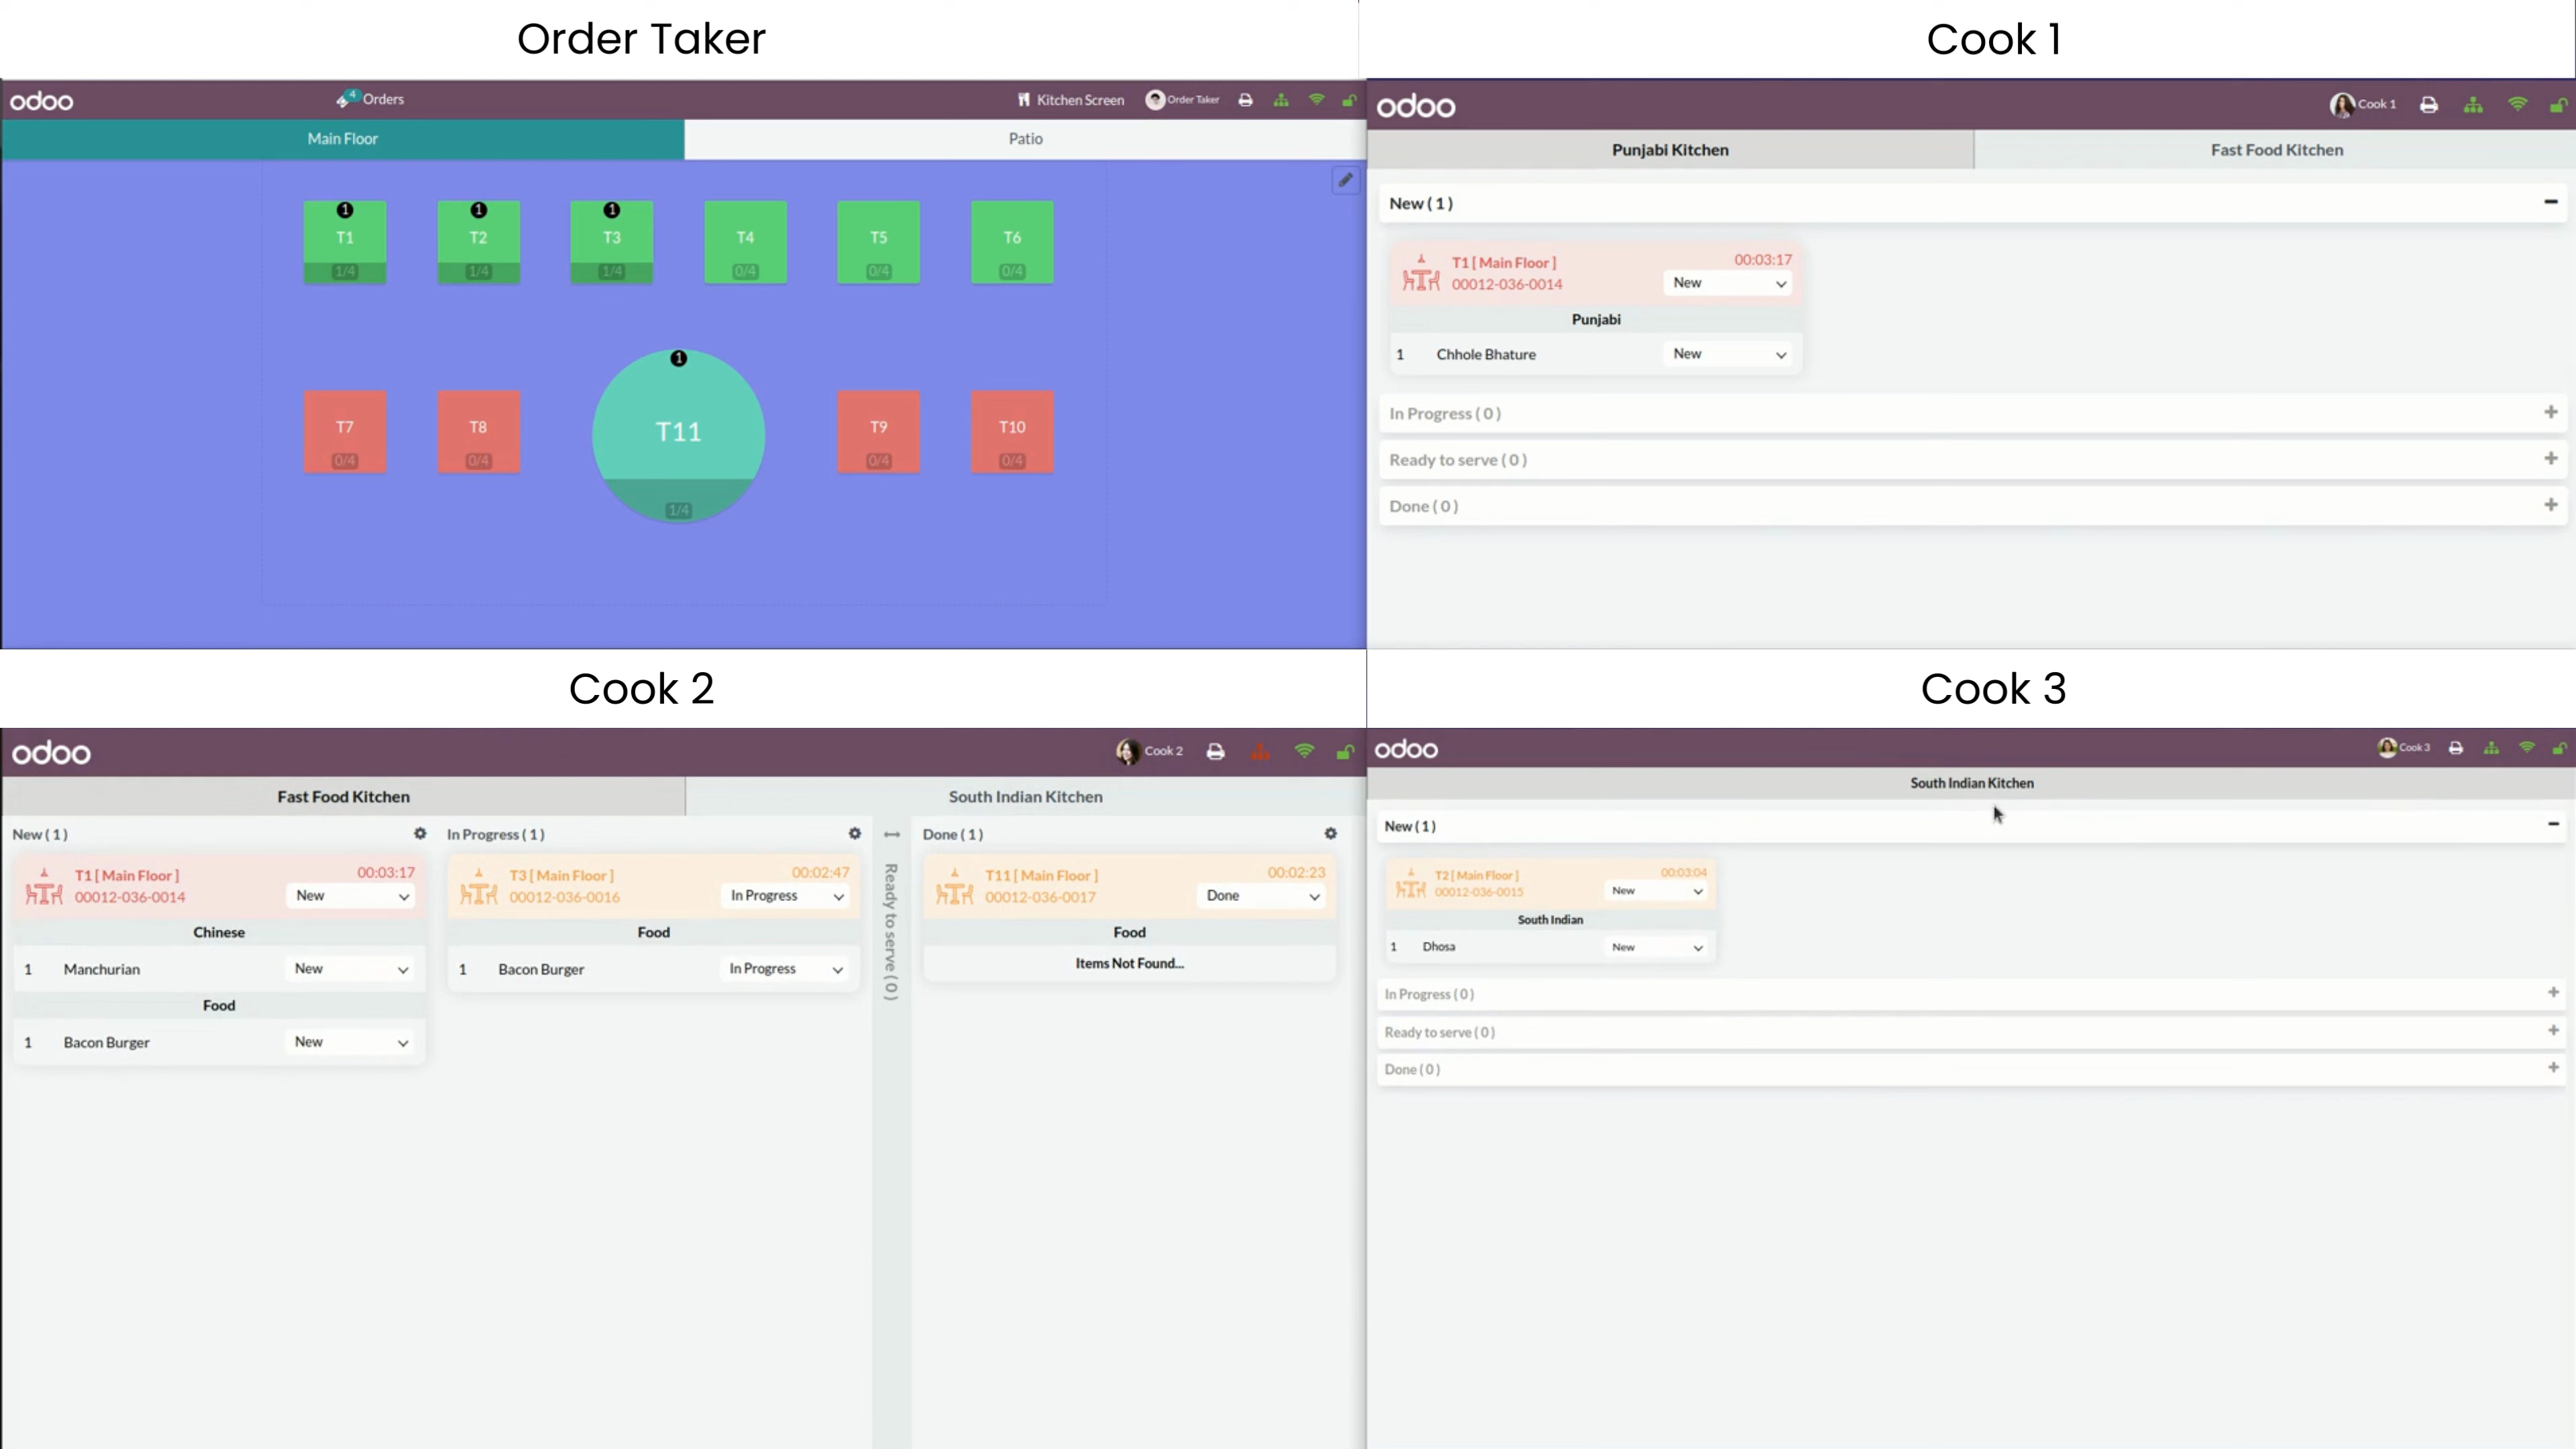 Order Taker
odoo
4 Orders
Kitchen Screen
Order Taker
Main Floor
Patio
1 1 1
T1 T2 T3 T4 T5 T6
1/4 1/4 1/4 0/4 0/4 0/4
1
T7 T8 T11 T9 T10
0/4 0/4 0/4 0/4
1/4
Cook 1
odoo
Cook 1
Punjabi Kitchen
Fast Food Kitchen
New ( 1 )
T1 [ Main Floor ] 00:03:17
00012-036-0014 New
Punjabi
1 Chhole Bhature New
In Progress ( 0 )
Ready to serve ( 0 )
Done ( 0 )
Cook 2
odoo
Cook 2
Fast Food Kitchen
South Indian Kitchen
New ( 1 )
T1 [ Main Floor ] 00:03:17
00012-036-0014 New
Chinese
1 Manchurian New
Food
1 Bacon Burger New
In Progress ( 1 )
T3 [ Main Floor ] 00:02:47
00012-036-0016 In Progress
Food
1 Bacon Burger In Progress
Ready to serve ( 0 )
Done ( 1 )
T11 [ Main Floor ] 00:02:23
00012-036-0017 Done
Food
Items Not Found...
Cook 3
odoo
Cook 3
South Indian Kitchen
New ( 1 )
T2 [ Main Floor ] 00:03:04
00012-036-0015 New
South Indian
1 Dhosa New
In Progress ( 0 )
Ready to serve ( 0 )
Done ( 0 )